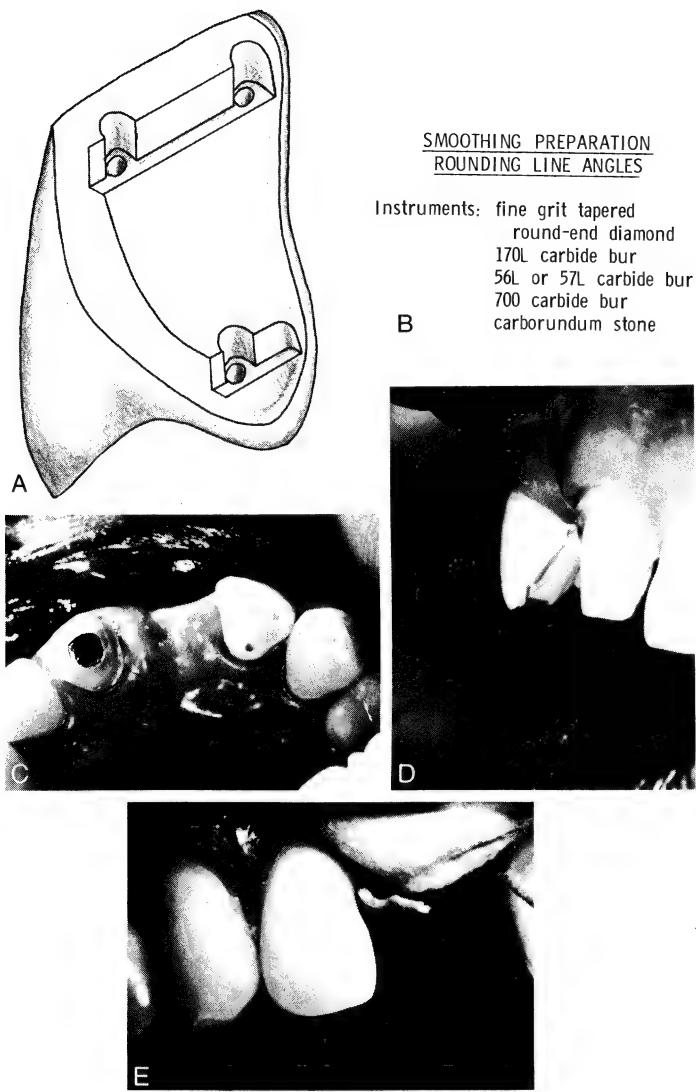 SMOOTHING PREPARATION
ROUNDING LINE ANGLES
Instruments: fine grit tapered
round-end diamond
170L carbide bur
56L or 57L carbide bur
700 carbide bur
carborundum stone
B
A
C
D
E